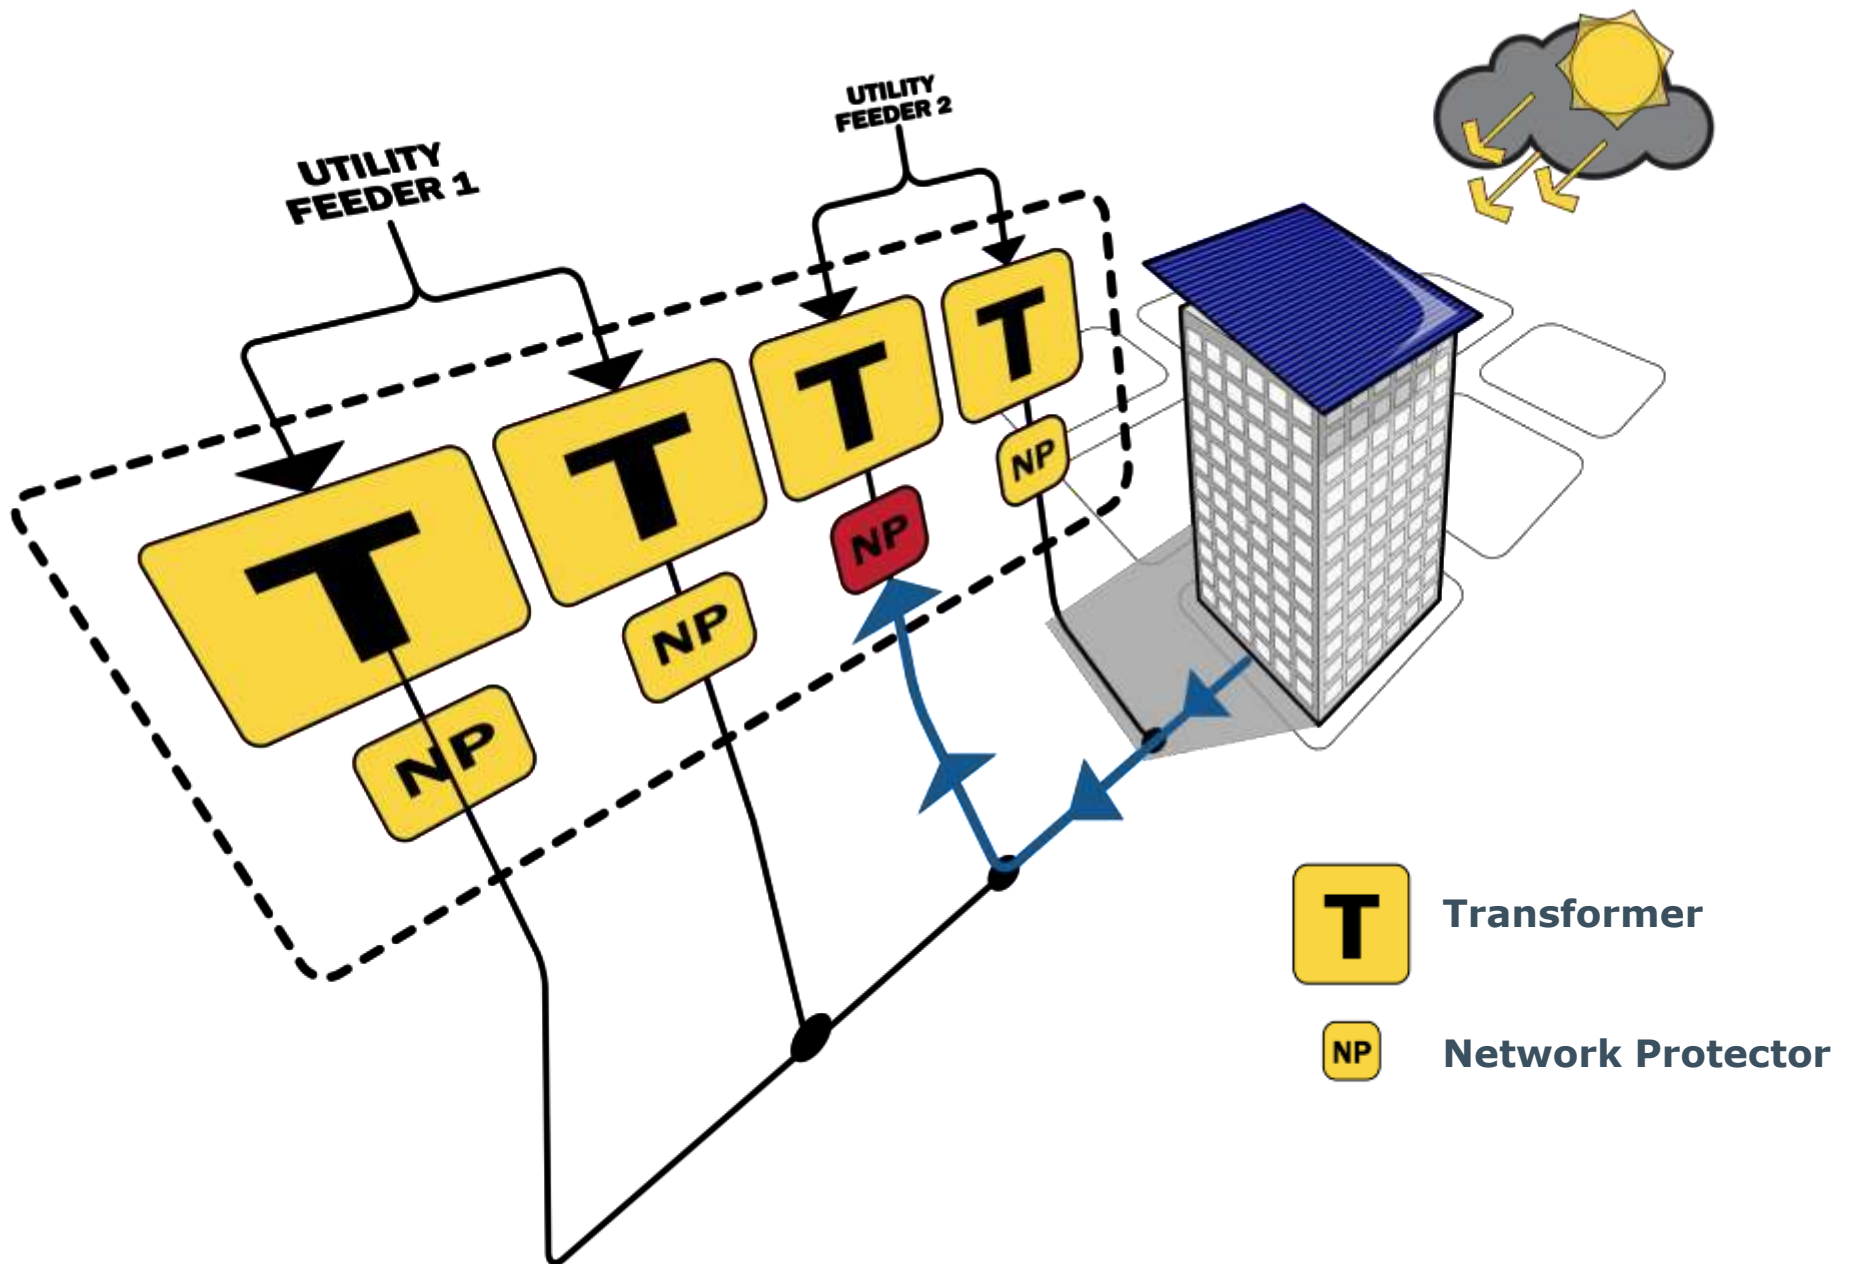 UTILITY
FEEDER 1
UTILITY
FEEDER 2
T
T
T
T
NP
NP
NP
NP
T
Transformer
NP
Network Protector